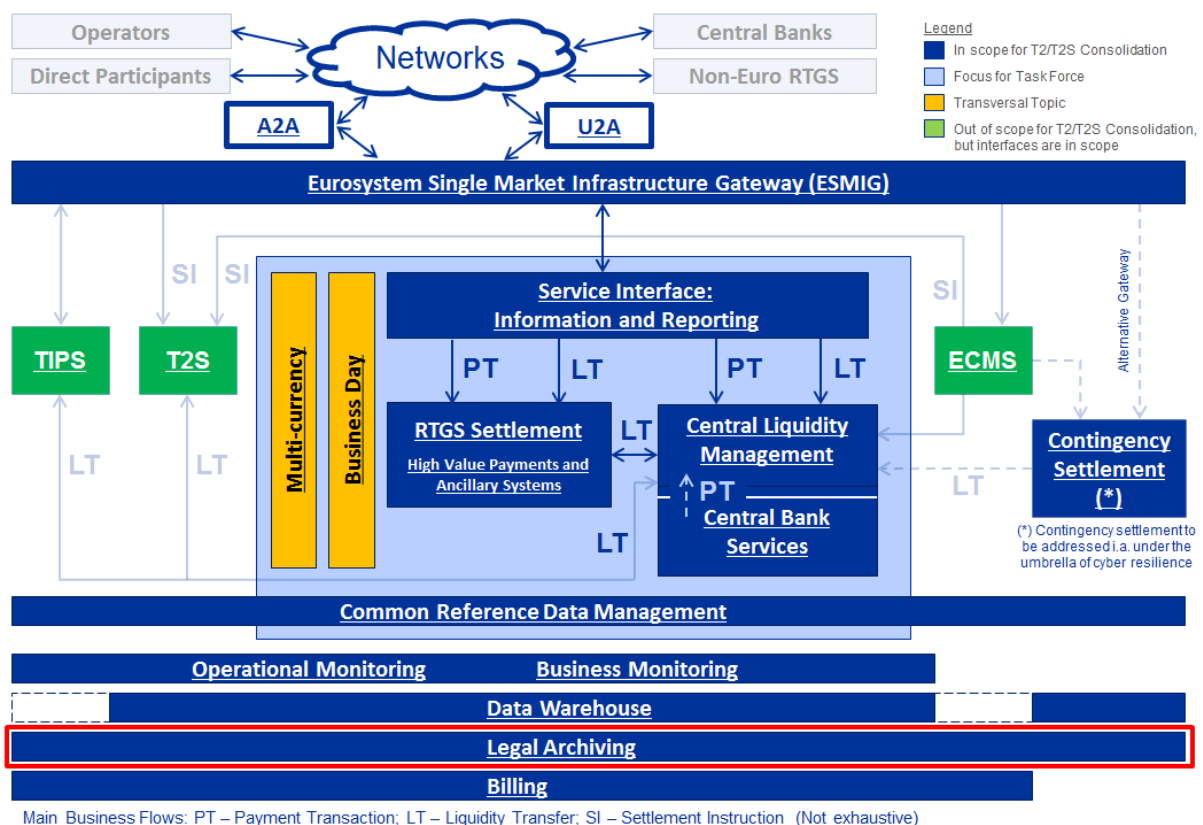 Operators
Direct Participants
Networks
Central Banks
Non-Euro RTGS
Legend
In scope for T2/T2S Consolidation
Focus for Task Force
Transversal Topic
Out of scope for T2/T2S Consolidation,
but interfaces are in scope
A2A
U2A
Eurosystem Single Market Infrastructure Gateway (ESMIG)
SI
SI
SI
Alternative Gateway
Service Interface:
Information and Reporting
TIPS
T2S
Multi-currency
Business Day
PT
LT
PT
LT
ECMS
RTGS Settlement
High Value Payments and
Ancillary Systems
LT
Central Liquidity
Management
PT
Central Bank
Services
LT
LT
LT
LT
Contingency
Settlement
(*)
(*) Contingency settlement to
be addressed i.a. under the
umbrella of cyber resilience
Common Reference Data Management
Operational Monitoring
Business Monitoring
Data Warehouse
Legal Archiving
Billing
Main Business Flows: PT – Payment Transaction; LT – Liquidity Transfer; SI – Settlement Instruction (Not exhaustive)